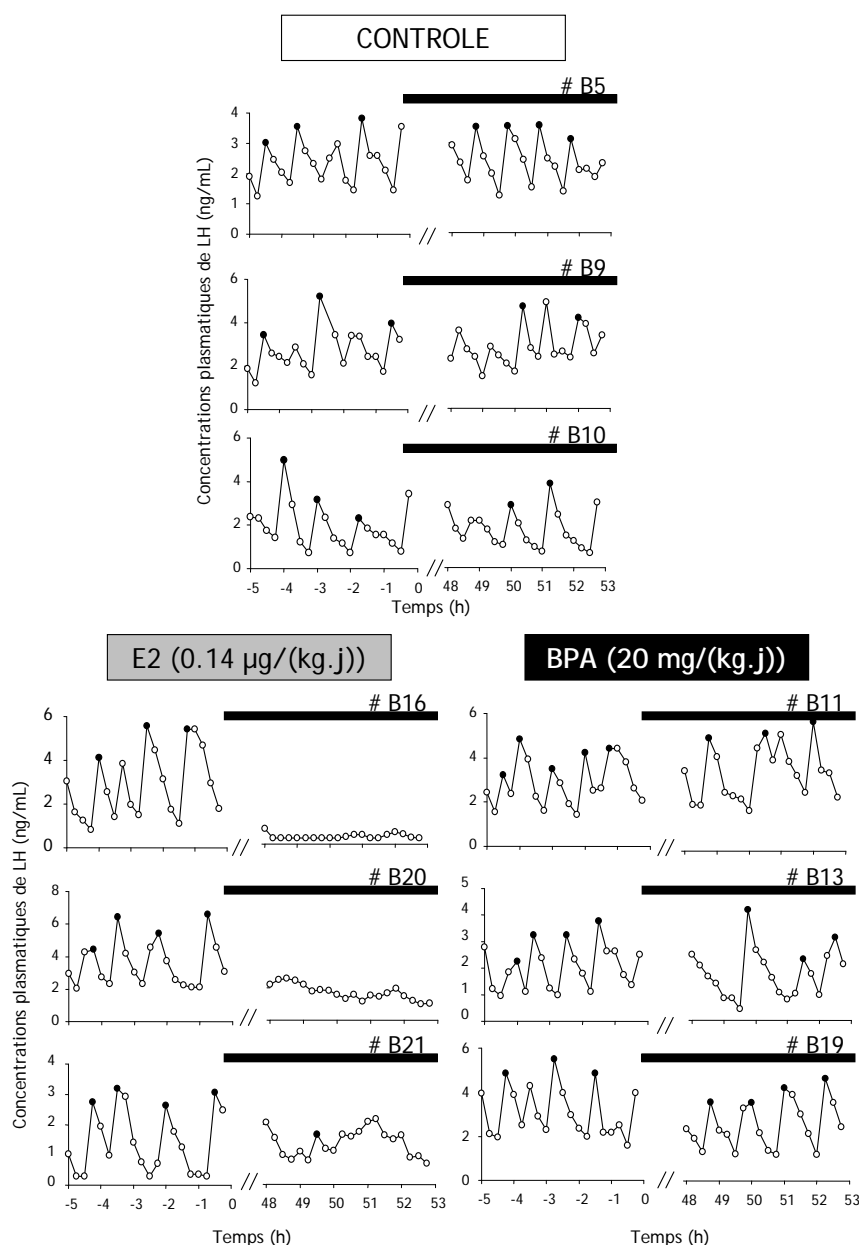 CONTROLE
# B5
4
3
2
1
0
//
# B9
6
4
2
0
//
# B10
6
4
2
0
//
-5 -4 -3 -2 -1 0 48 49 50 51 52 53
Temps (h)
Concentrations plasmatiques de LH (ng/mL)
E2 (0.14 µg/(kg.j))
# B16
6
4
2
0
//
# B20
8
6
4
2
0
//
# B21
4
3
2
1
0
//
-5 -4 -3 -2 -1 0 48 49 50 51 52 53
Temps (h)
Concentrations plasmatiques de LH (ng/mL)
BPA (20 mg/(kg.j))
# B11
6
4
2
0
//
# B13
5
4
3
2
1
0
//
# B19
6
4
2
0
//
-5 -4 -3 -2 -1 0 48 49 50 51 52 53
Temps (h)